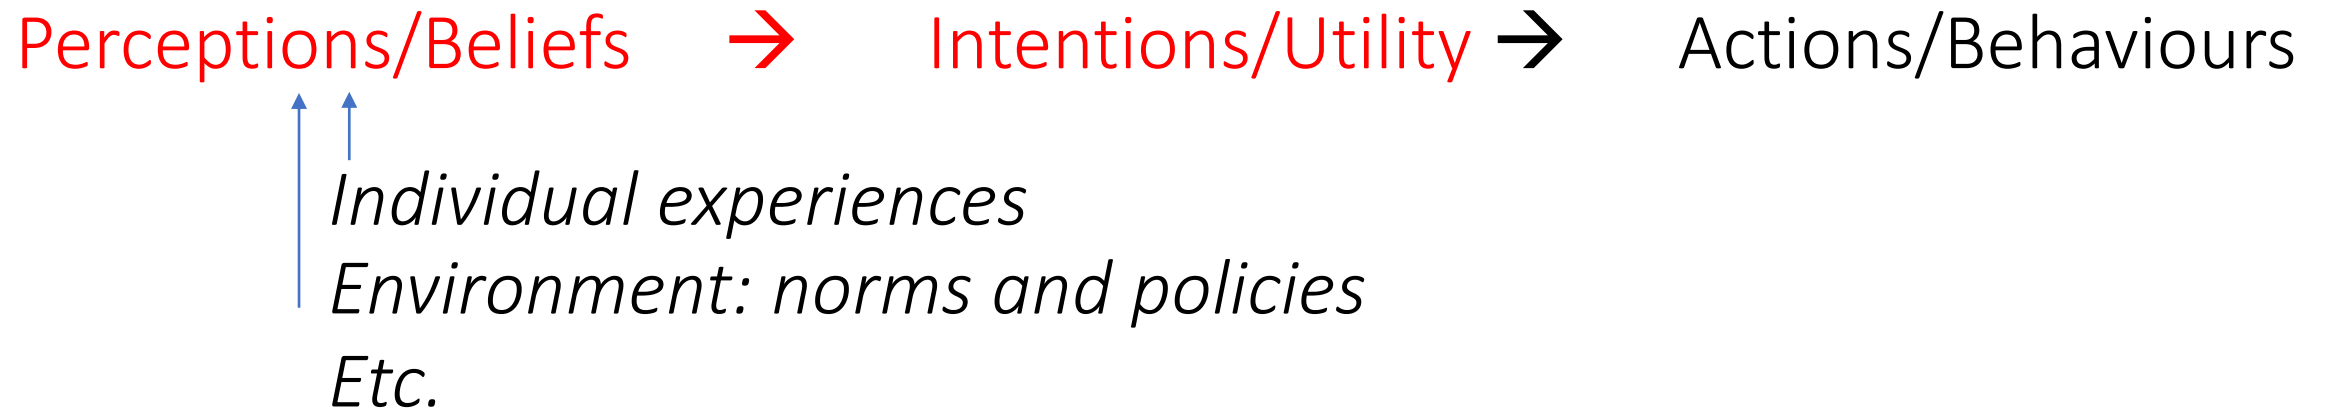 Perceptions/Beliefs → Intentions/Utility → Actions/Behaviours
Individual experiences
Environment: norms and policies
Etc.